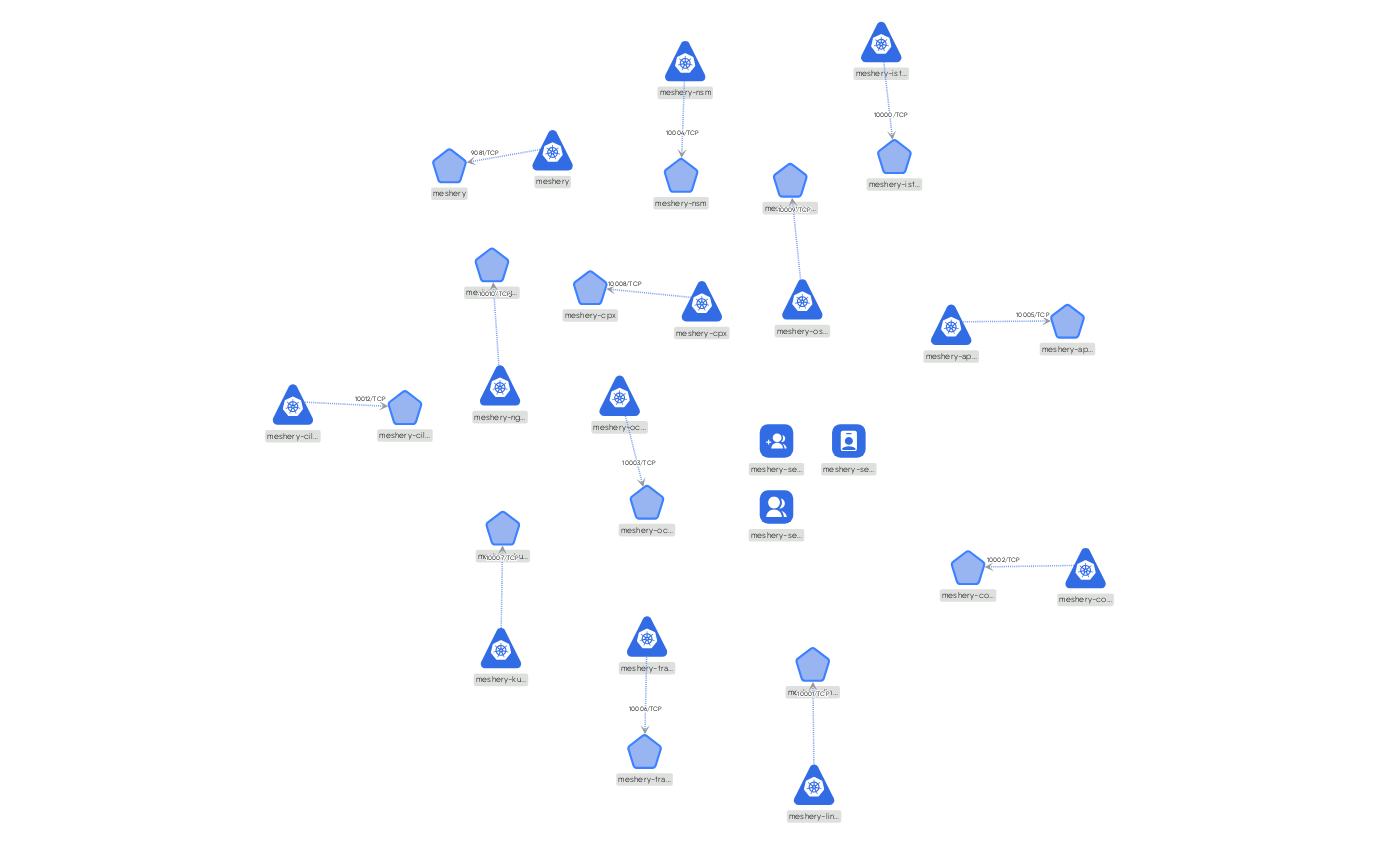 meshery-ist...
meshery-nsm
10000/TCP
10004/TCP
9081/TCP
meshery
meshery-ist...
meshery
meshery-nsm
10009/TCP
10010/TCP
10008/TCP
meshery-cpx
10005/TCP
meshery-cpx
meshery-os...
meshery-ap...
meshery-ap...
10012/TCP
meshery-ng...
meshery-oc...
meshery-cil...
meshery-cil...
10003/TCP
meshery-se...
meshery-se...
meshery-oc...
meshery-se...
10007/TCP
10002/TCP
meshery-co...
meshery-co...
meshery-tra...
meshery-ku...
10001/TCP
10006/TCP
meshery-tra...
meshery-lin...